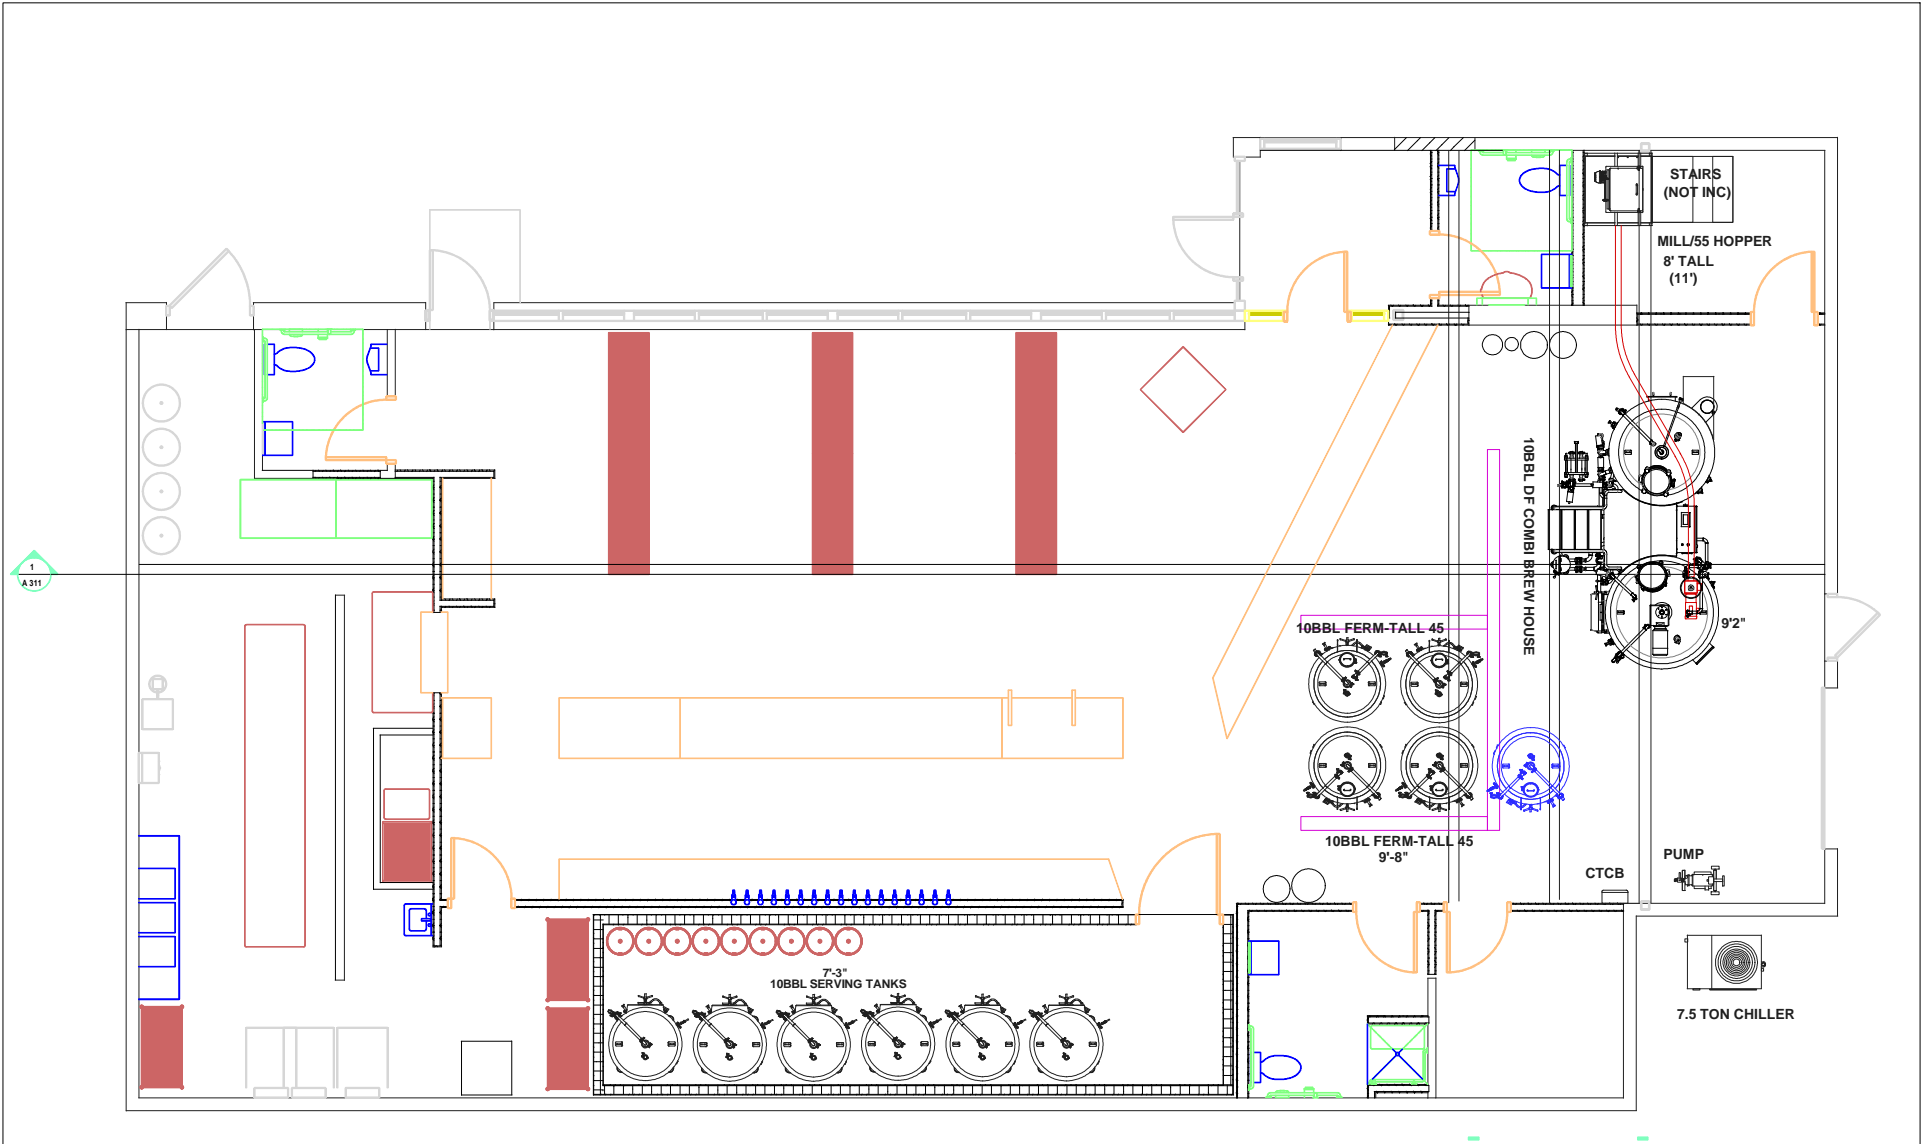 STAIRS
(NOT INC)
MILL/55 HOPPER
8' TALL
(11')
10BBL DF COMBI BREW HOUSE
1
A 311
9'2"
10BBL FERM-TALL 45
10BBL FERM-TALL 45
9'-8"
PUMP
CTCB
7'-3"
10BBL SERVING TANKS
7.5 TON CHILLER